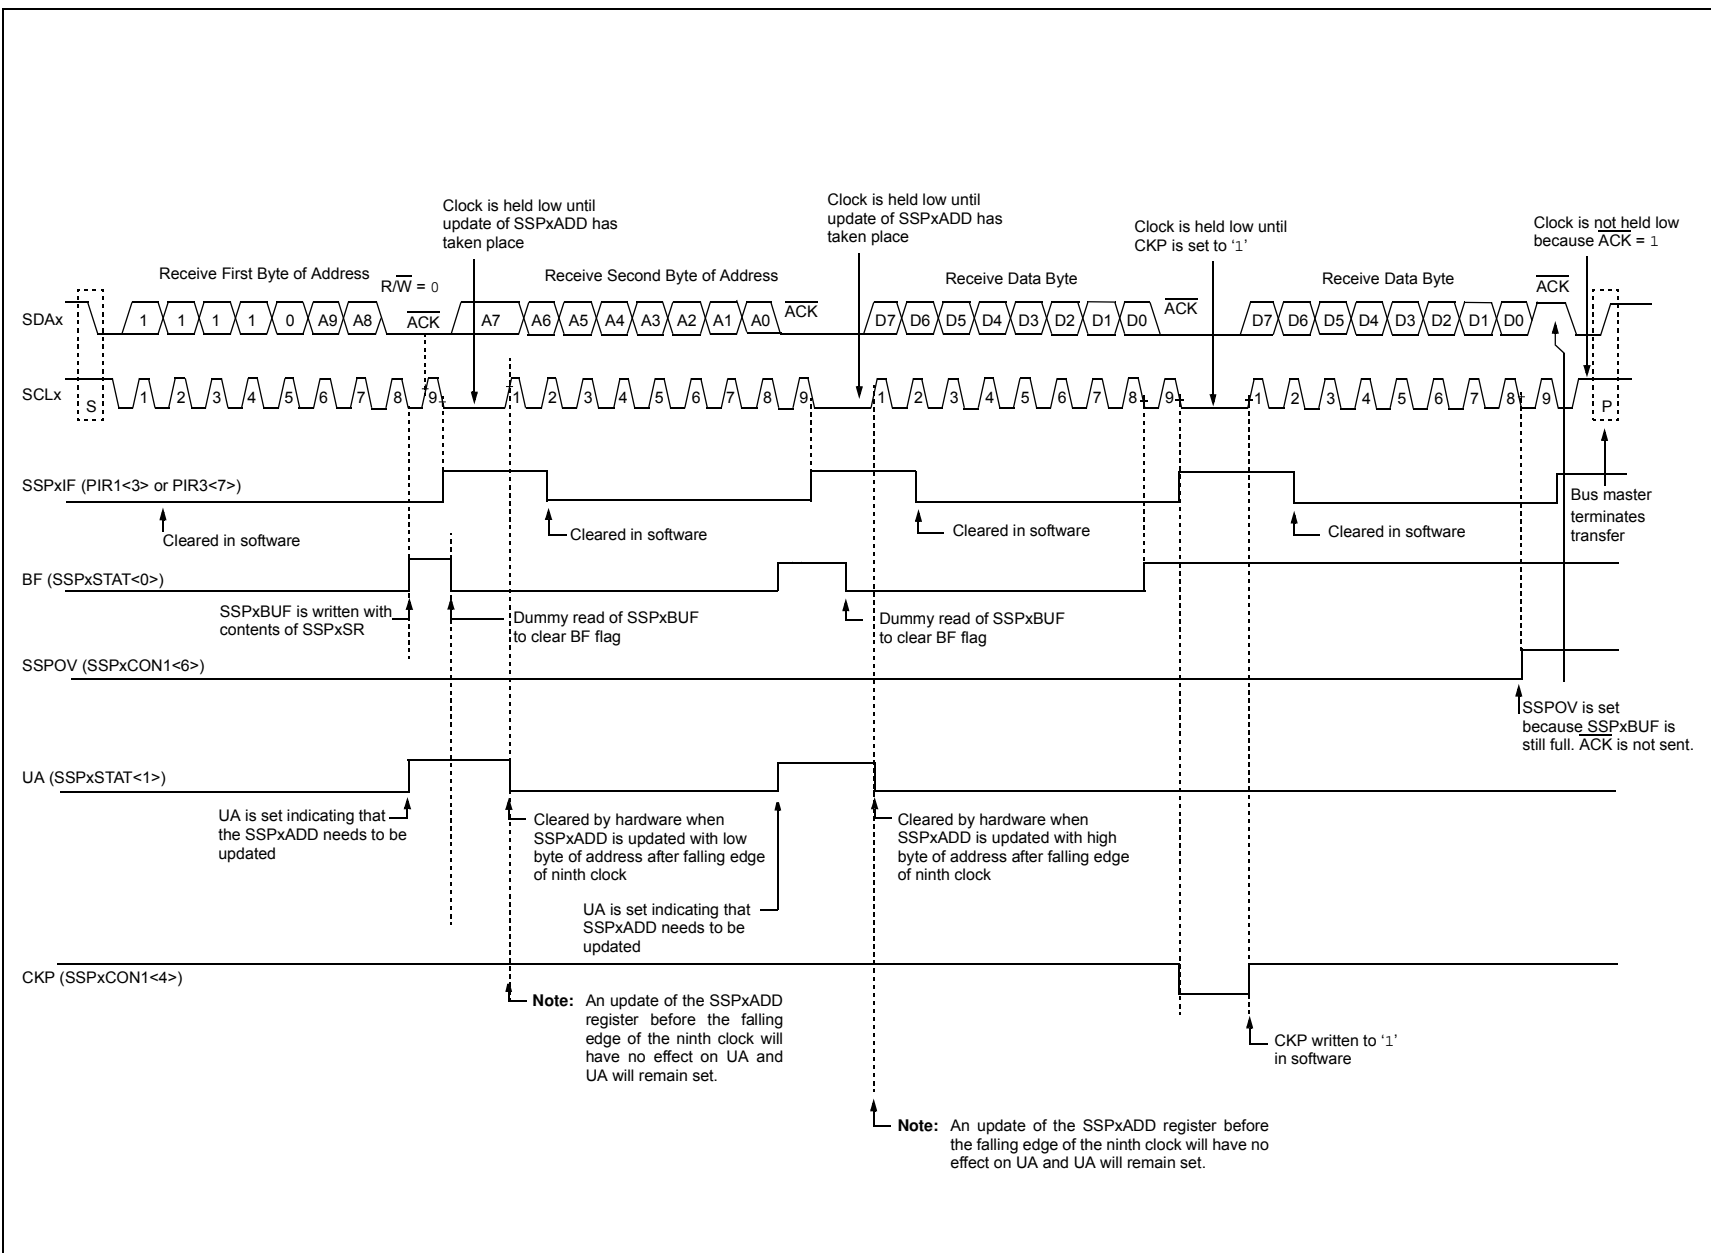 Clock is held low until
update of SSPxADD has
taken place
Clock is held low until
update of SSPxADD has
taken place
Clock is held low until
CKP is set to ‘1’
Clock is not held low
because ACK = 1
Receive First Byte of Address
R/W = 0
Receive Second Byte of Address
Receive Data Byte
Receive Data Byte
SDAx
1 1 1 1 0 A9 A8 ACK
A7 A6 A5 A4 A3 A2 A1 A0 ACK
D7 D6 D5 D4 D3 D2 D1 D0 ACK
D7 D6 D5 D4 D3 D2 D1 D0 ACK
SCLx
S
1 2 3 4 5 6 7 8 9
1 2 3 4 5 6 7 8 9
1 2 3 4 5 6 7 8 9
1 2 3 4 5 6 7 8 9
P
SSPxIF (PIR1<3> or PIR3<7>)
Cleared in software
Cleared in software
Cleared in software
Cleared in software
Bus master
terminates
transfer
BF (SSPxSTAT<0>)
SSPxBUF is written with
contents of SSPxSR
Dummy read of SSPxBUF
to clear BF flag
Dummy read of SSPxBUF
to clear BF flag
SSPOV (SSPxCON1<6>)
SSPOV is set
because SSPxBUF is
still full. ACK is not sent.
UA (SSPxSTAT<1>)
UA is set indicating that
the SSPxADD needs to be
updated
Cleared by hardware when
SSPxADD is updated with low
byte of address after falling edge
of ninth clock
UA is set indicating that
SSPxADD needs to be
updated
Cleared by hardware when
SSPxADD is updated with high
byte of address after falling edge
of ninth clock
CKP (SSPxCON1<4>)
Note: An update of the SSPxADD
register before the falling
edge of the ninth clock will
have no effect on UA and
UA will remain set.
CKP written to ‘1’
in software
Note: An update of the SSPxADD register before
the falling edge of the ninth clock will have no
effect on UA and UA will remain set.